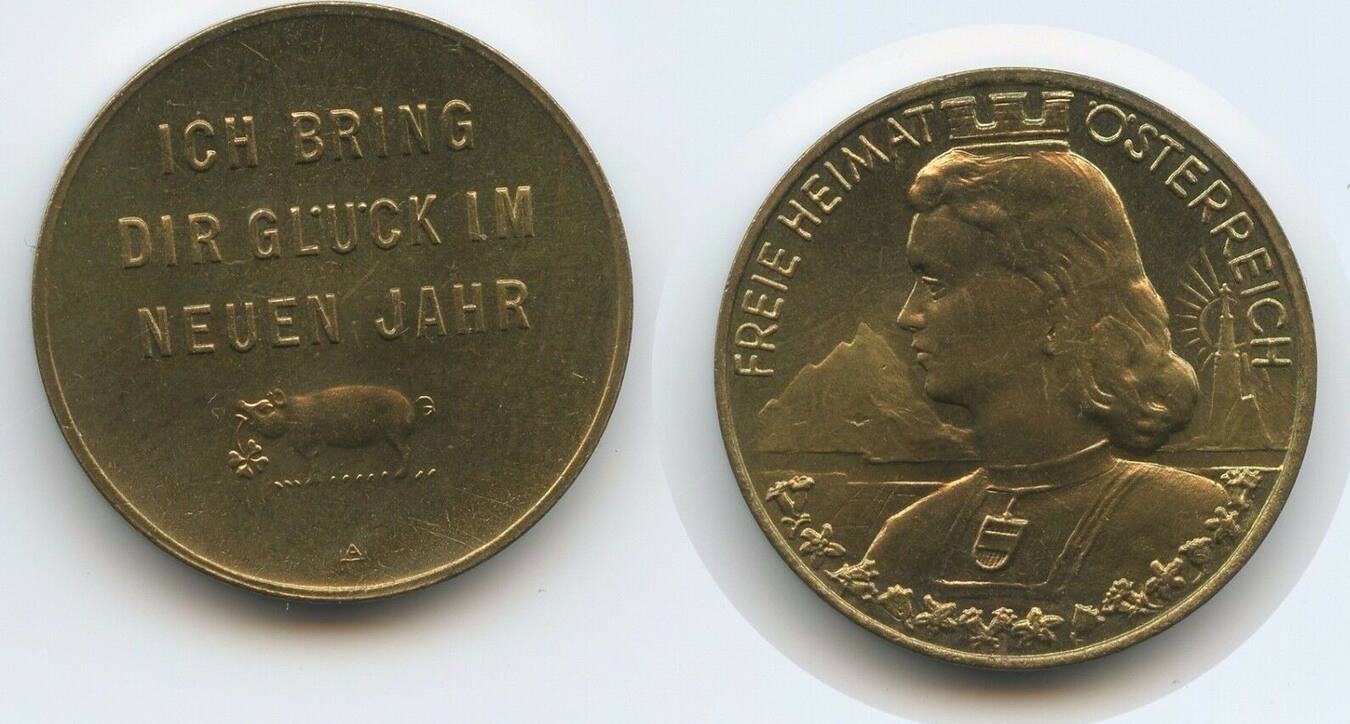 ICH BRING
DIR GLÜCK IM
NEUEN JAHR
A
FREIE HEIMAT ÖSTERREICH